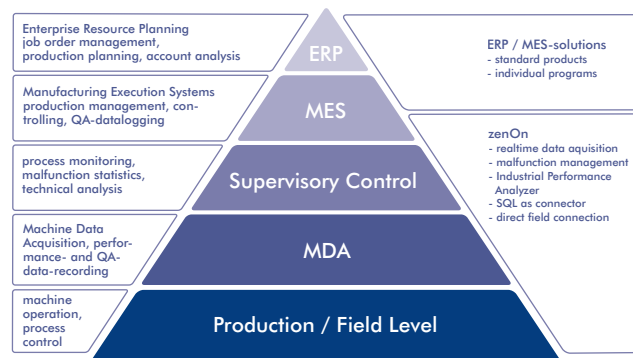 Enterprise Resource Planning
job order management,
production planning, account analysis
ERP
ERP / MES-solutions
- standard products
- individual programs
Manufacturing Execution Systems
production management, con-
trolling, QA-datalogging
MES
zenOn
- realtime data aquisition
- malfunction management
- Industrial Performance
Analyzer
- SQL as connector
- direct field connection
process monitoring,
malfunction statistics,
technical analysis
Supervisory Control
Machine Data
Acquisition, perfor-
mance- and QA-
data-recording
MDA
machine
operation,
process
control
Production / Field Level